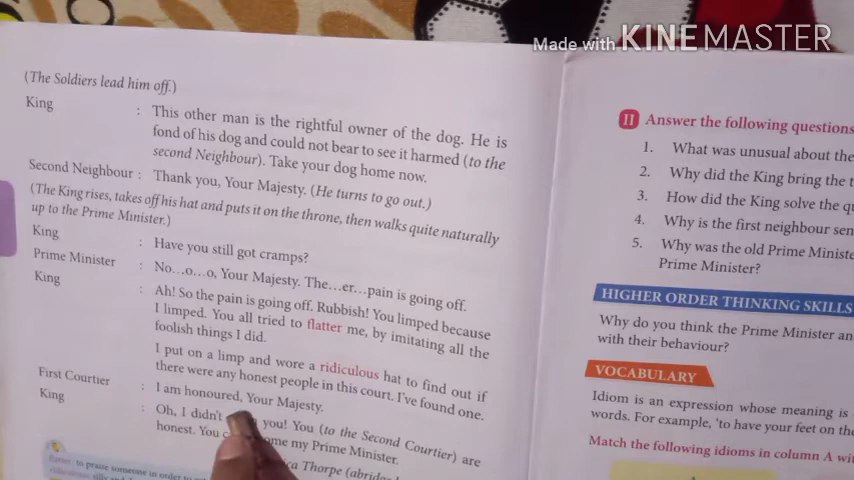 Made with KINEMASTER
(The Soldiers lead him off.)
King : This other man is the rightful owner of the dog. He is
fond of his dog and could not bear to see it harmed (to the
second Neighbour). Take your dog home now.
Second Neighbour : Thank you, Your Majesty. (He turns to go out.)
(The King rises, takes off his hat and puts it on the throne, then walks quite naturally
up to the Prime Minister.)
King : Have you still got cramps?
Prime Minister : No...o...o, Your Majesty. The...er...pain is going off.
King : Ah! So the pain is going off. Rubbish! You limped because
I limped. You all tried to flatter me, by imitating all the
foolish things I did.
I put on a limp and wore a ridiculous hat to find out if
there were any honest people in this court. I've found one.
First Courtier : I am honoured, Your Majesty.
King : Oh, I didn't you! You (to the Second Courtier) are
honest. You my Prime Minister.
Thorpe
flatter: to praise someone in order to
II Answer the following questions
1. What was unusual about the
2. Why did the King bring the
3. How did the King solve the
4. Why is the first neighbour
5. Why was the old Prime
Prime Minister?
HIGHER ORDER THINKING SKILLS
Why do you think the Prime Minister
with their behaviour?
VOCABULARY
Idiom is an expression whose meaning is
words. For example, 'to have your feet on the
Match the following idioms in column A